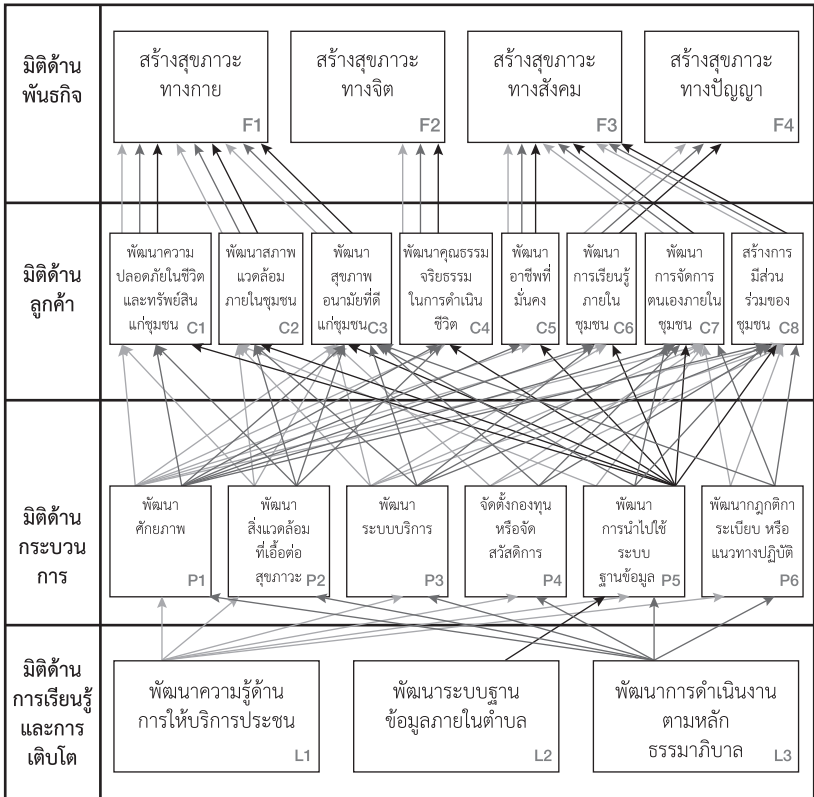 มิติด้าน
พันธกิจ
สร้างสุขภาวะ
ทางกาย
F1
สร้างสุขภาวะ
ทางจิต
F2
สร้างสุขภาวะ
ทางสังคม
F3
สร้างสุขภาวะ
ทางปัญญา
F4
มิติด้าน
ลูกค้า
พัฒนาความ
ปลอดภัยในชีวิต
และทรัพย์สิน
แก่ชุมชน C1
พัฒนาสภาพ
แวดล้อม
ภายในชุมชน
C2
พัฒนา
สุขภาพ
อนามัยที่ดี
แก่ชุมชน C3
พัฒนาคุณธรรม
จริยธรรม
ในการดำเนิน
ชีวิต C4
พัฒนา
อาชีพที่
มั่นคง
C5
พัฒนา
การเรียนรู้
ภายใน
ชุมชน C6
พัฒนา
การจัดการ
ตนเองภายใน
ชุมชน C7
สร้างการ
มีส่วน
ร่วมของ
ชุมชน C8
มิติด้าน
กระบวน
การ
พัฒนา
ศักยภาพ
P1
พัฒนา
สิ่งแวดล้อม
ที่เอื้อต่อ
สุขภาวะ P2
พัฒนา
ระบบบริการ
P3
จัดตั้งกองทุน
หรือจัด
สวัสดิการ
P4
พัฒนา
การนำไปใช้
ระบบ
ฐานข้อมูล P5
พัฒนากฎกติกา
ระเบียบ หรือ
แนวทางปฏิบัติ
P6
มิติด้าน
การเรียนรู้
และการ
เติบโต
พัฒนาความรู้ด้าน
การให้บริการประชน
L1
พัฒนาระบบฐาน
ข้อมูลภายในตำบล
L2
พัฒนาการดำเนินงาน
ตามหลัก
ธรรมาภิบาล
L3